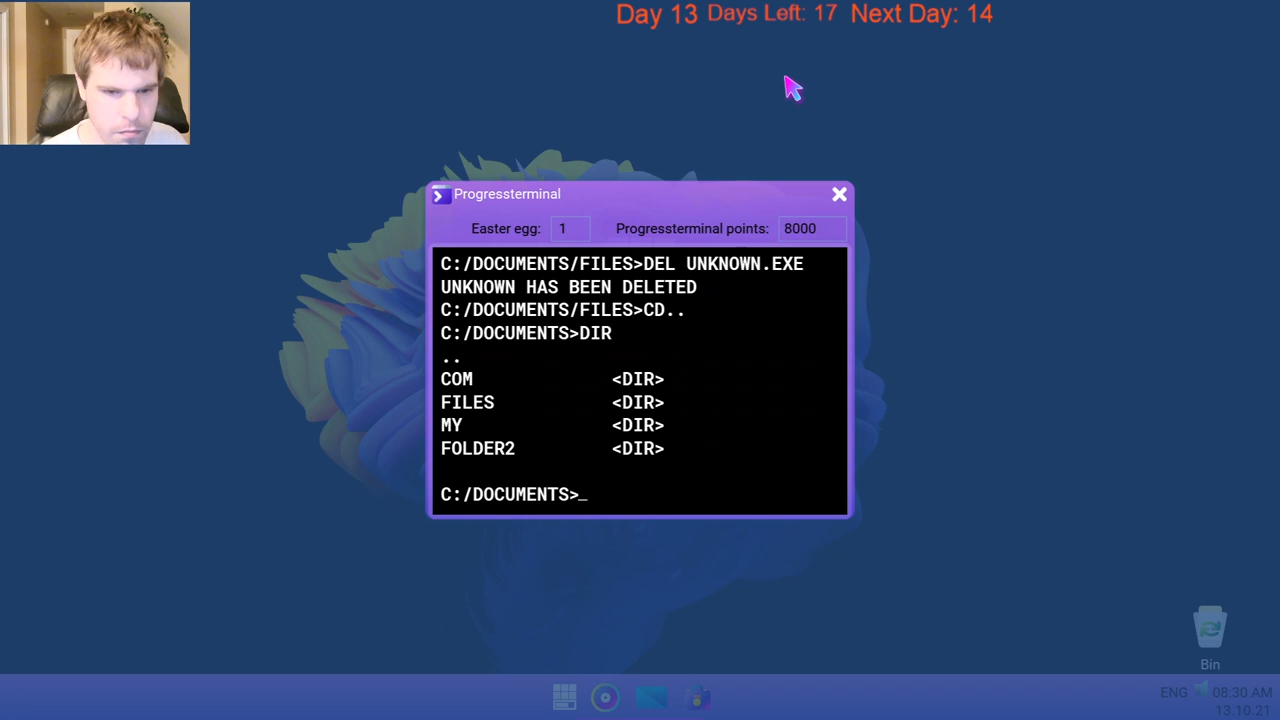 Day 13 Days Left: 17 Next Day: 14
Progressterminal
Easter egg: 1 Progressterminal points: 8000
C:/DOCUMENTS/FILES>DEL UNKNOWN.EXE
UNKNOWN HAS BEEN DELETED
C:/DOCUMENTS/FILES>CD..
C:/DOCUMENTS>DIR
..
COM <DIR>
FILES <DIR>
MY <DIR>
FOLDER2 <DIR>
C:/DOCUMENTS>_
Bin
ENG 08:30 AM
13.10.21